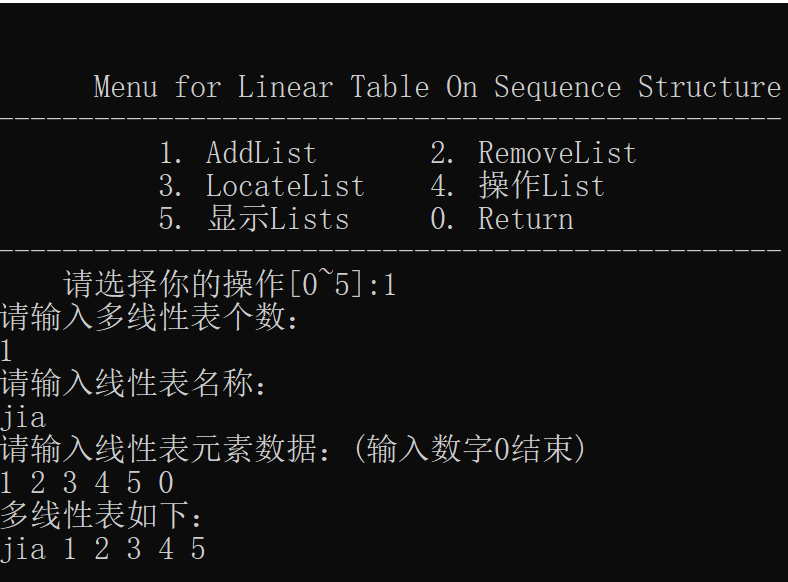 Menu for Linear Table On Sequence Structure
-------------------------------------------------
1. AddList 2. RemoveList
3. LocateList 4. 操作List
5. 显示Lists 0. Return
-------------------------------------------------
请选择你的操作[0~5]:1
请输入多线性表个数：
1
请输入线性表名称：
jia
请输入线性表元素数据：(输入数字0结束)
1 2 3 4 5 0
多线性表如下：
jia 1 2 3 4 5